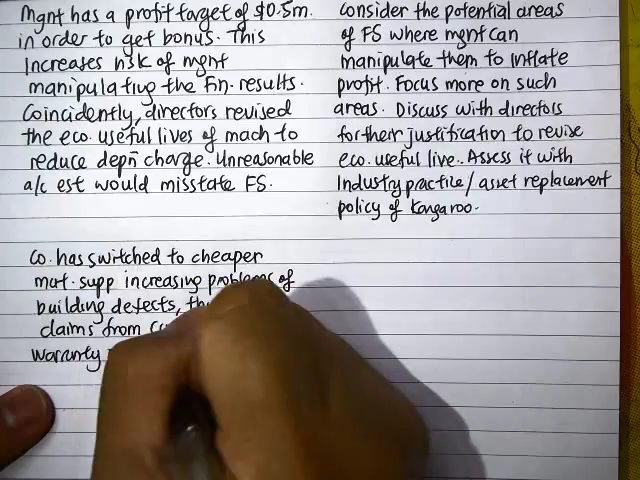 Mgnt has a profit target of $0.5m.
in order to get bonus. This
increases risk of mgnt
manipulating the Fin. results.
Coincidently, directors revised
the eco. useful lives of mach to
reduce depn̄ charge. Unreasonable
a/c est would misstate FS.
Consider the potential areas
of FS where mgnt can
manipulate them to inflate
profit. Focus more on such
areas. Discuss with directors
for their justification to revise
eco. useful live. Assess it with
Industry practize/asset replacement
policy of Kangaroo.
Co. has switched to cheaper
mat. supp increasing problems of
building defects,
claims from
warranty